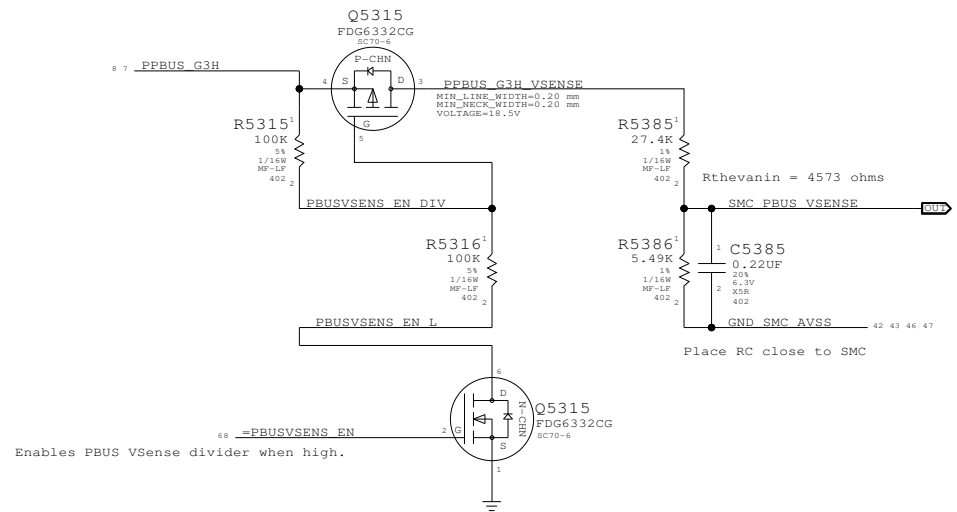 Q5315
FDG6332CG
SC70-6
P-CHN
8 7 PPBUS_G3H
4 S D 3
G
5
PPBUS_G3H_VSENSE
MIN_LINE_WIDTH=0.20 mm
MIN_NECK_WIDTH=0.20 mm
VOLTAGE=18.5V
R5315
1
100K
5%
1/16W
MF-LF
402
2
R5385
1
27.4K
1%
1/16W
MF-LF
402
2
Rthevanin = 4573 ohms
PBUSVSENS_EN_DIV
SMC_PBUS_VSENSE
OUT
R5316
1
100K
5%
1/16W
MF-LF
402
2
R5386
1
5.49K
1%
1/16W
MF-LF
402
2
1
C5385
0.22UF
20%
6.3V
X5R
402
2
PBUSVSENS_EN_L
GND_SMC_AVSS
42 43 46 47
Place RC close to SMC
6
D
N-CHN
Q5315
FDG6332CG
SC70-6
68 =PBUSVSENS_EN
2 G
S
1
Enables PBUS VSense divider when high.